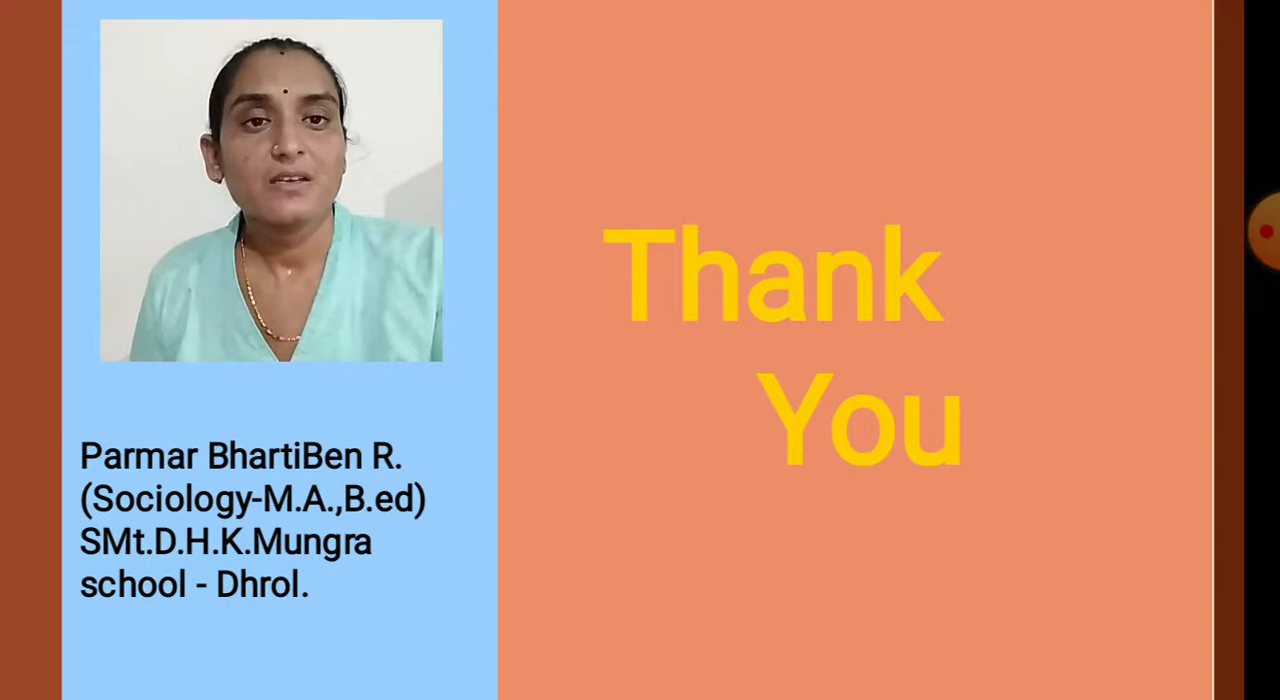 Parmar BhartiBen R.
(Sociology-M.A.,B.ed)
SMt.D.H.K.Mungra
school - Dhrol.
Thank
You